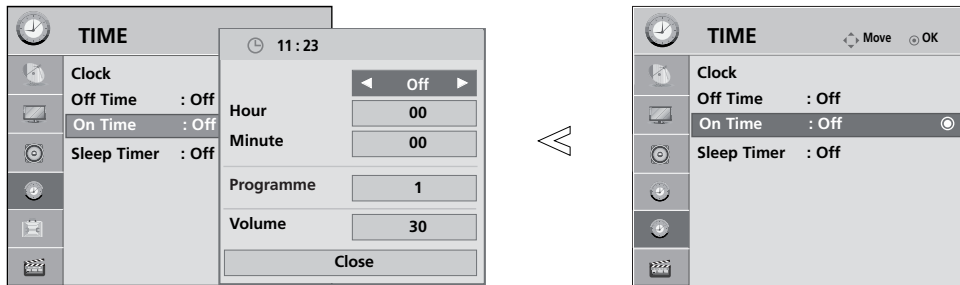 TIME
Clock
Off Time : Off
On Time : Off
Sleep Timer : Off
11 : 23
◄ Off ►
Hour 00
Minute 00
Programme 1
Volume 30
Close
TIME Move OK
Clock
Off Time : Off
On Time : Off
Sleep Timer : Off